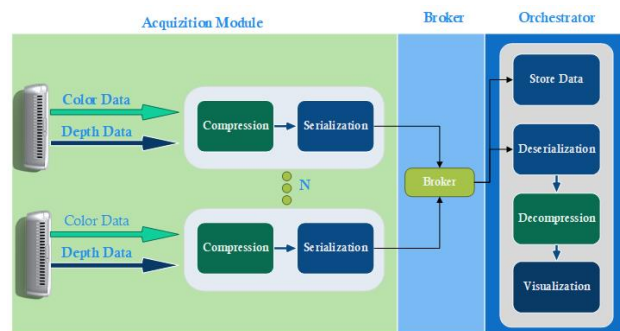 Acquizition Module
Broker
Orchestrator
Color Data
Depth Data
Compression
Serialization
Store Data
Deserialization
N
Broker
Color Data
Depth Data
Compression
Serialization
Decompression
Visualization